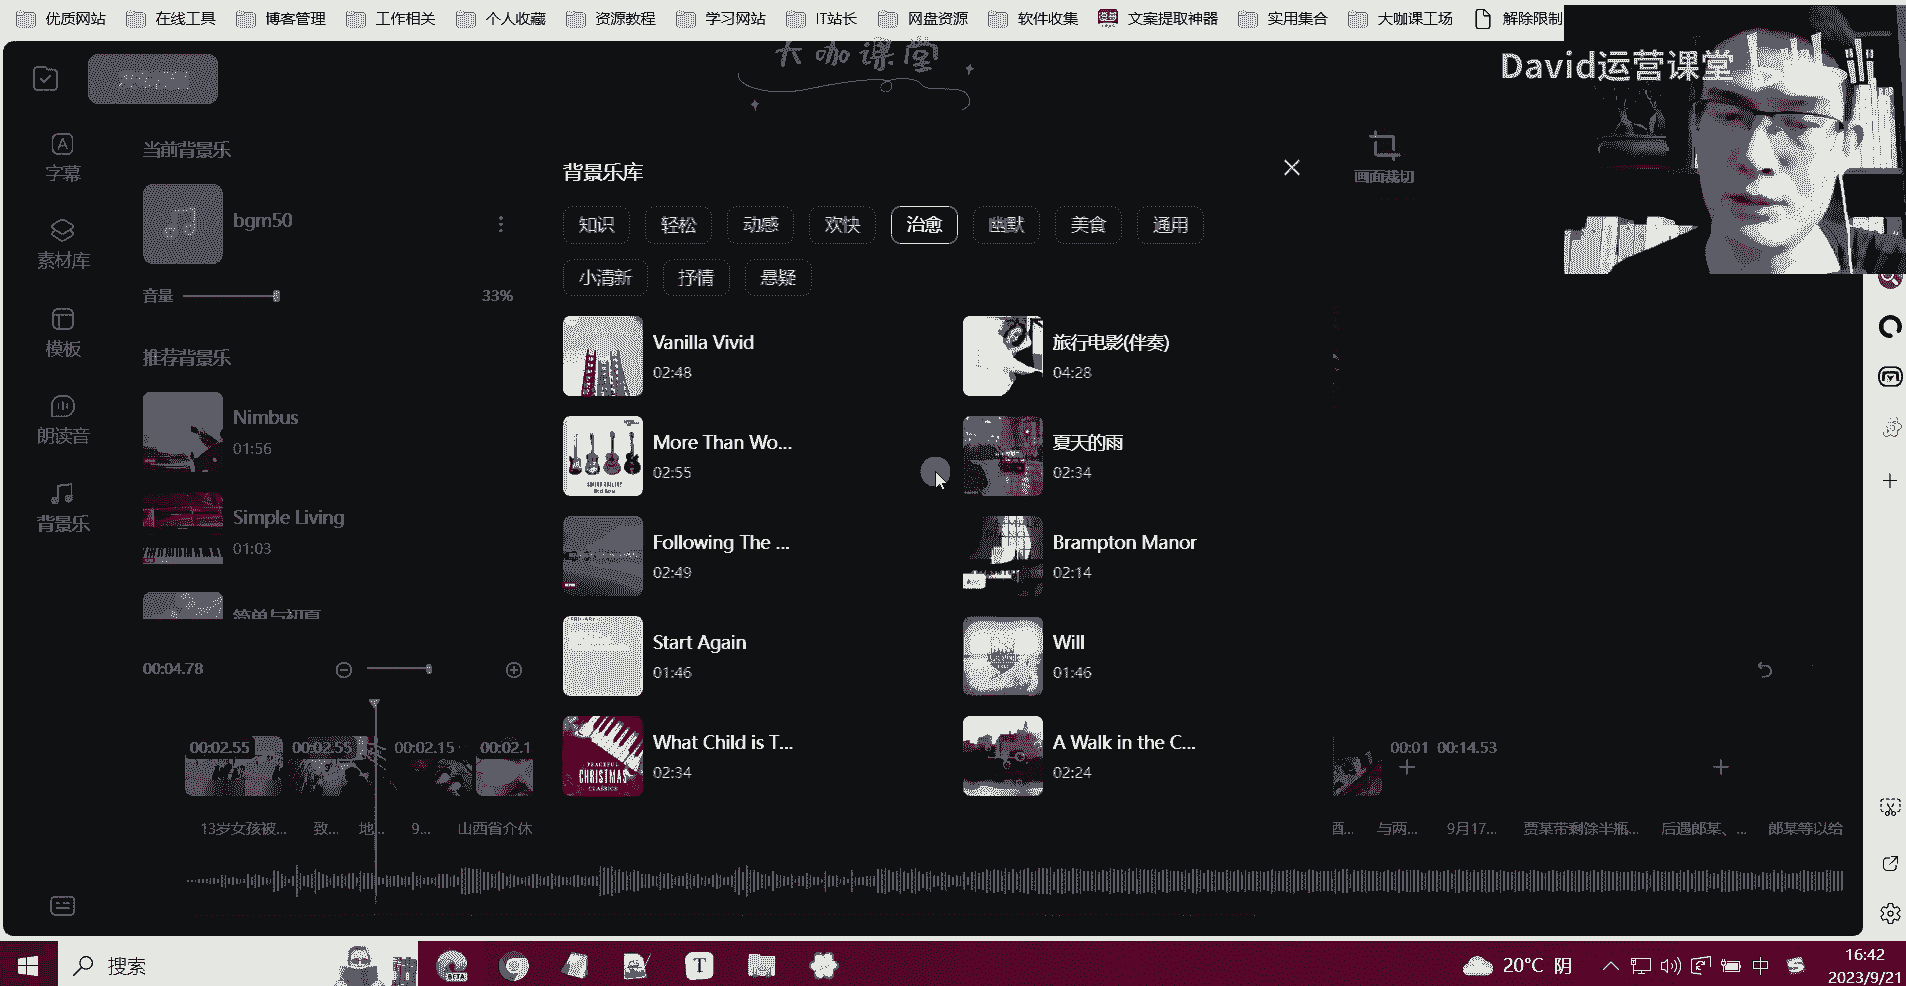 优质网站
在线工具
博客管理
工作相关
个人收藏
资源教程
学习网站
IT站长
网盘资源
软件收集
文案提取神器
实用集合
大咖课工场
解除限制
大咖课堂
David运营课堂
字幕
素材库
模板
朗读音
背景乐
当前背景乐
bgm50
音量
33%
推荐背景乐
Nimbus
01:56
Simple Living
01:03
简单与初夏
背景乐库
知识
轻松
动感
欢快
治愈
幽默
美食
通用
小清新
抒情
悬疑
Vanilla Vivid
02:48
旅行电影(伴奏)
04:28
More Than Wo...
02:55
夏天的雨
02:34
Following The ...
02:49
Brampton Manor
02:14
Start Again
01:46
Will
01:46
What Child is T...
02:34
A Walk in the C...
02:24
画面裁切
00:04.78
00:02.55
00:02.55
00:02.15
00:02.1
00:01
00:14.53
13岁女孩被...
致...
地...
9...
山西省介休
酒...
与两...
9月17...
贾某带剩馀半瓶...
后遇郎某、...
郎某等以给
PEACEFUL
CHRISTMAS
CLASSICS
搜索
BETA
T
20°C 阴
中
16:42
2023/9/21